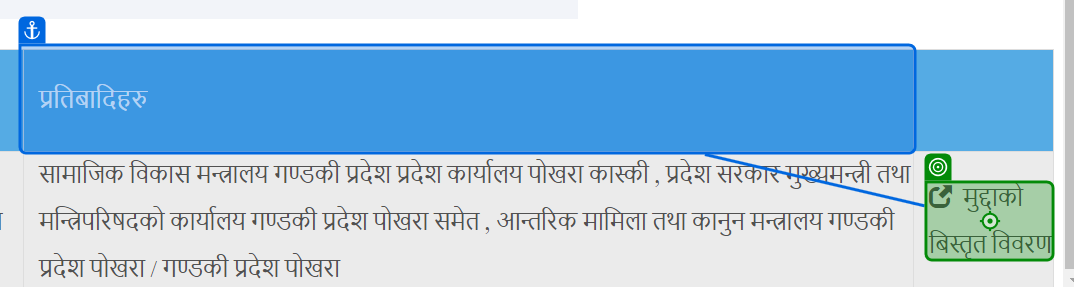 प्रतिबादिहरु
सामाजिक विकास मन्त्रालय गण्डकी प्रदेश प्रदेश कार्यालय पोखरा कास्की , प्रदेश सरकार मुख्यमन्त्री तथा
मन्त्रिपरिषदको कार्यालय गण्डकी प्रदेश पोखरा समेत , आन्तरिक मामिला तथा कानुन मन्त्रालय गण्डकी
प्रदेश पोखरा / गण्डकी प्रदेश पोखरा
मुद्दाको
बिस्तृत विवरण